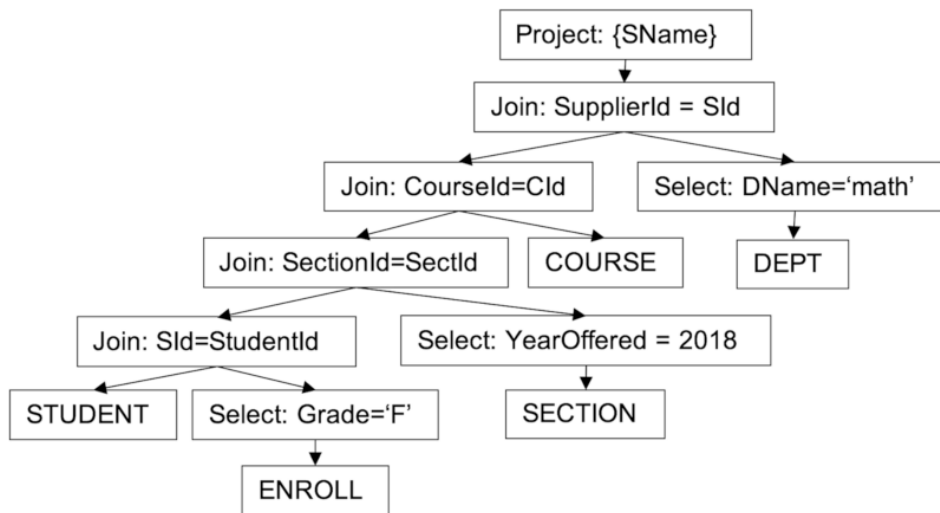 Project: {SName}
Join: SupplierId = SId
Join: CourseId=CId
Select: DName=‘math’
Join: SectionId=SectId
COURSE
DEPT
Join: SId=StudentId
Select: YearOffered = 2018
STUDENT
Select: Grade=‘F’
SECTION
ENROLL